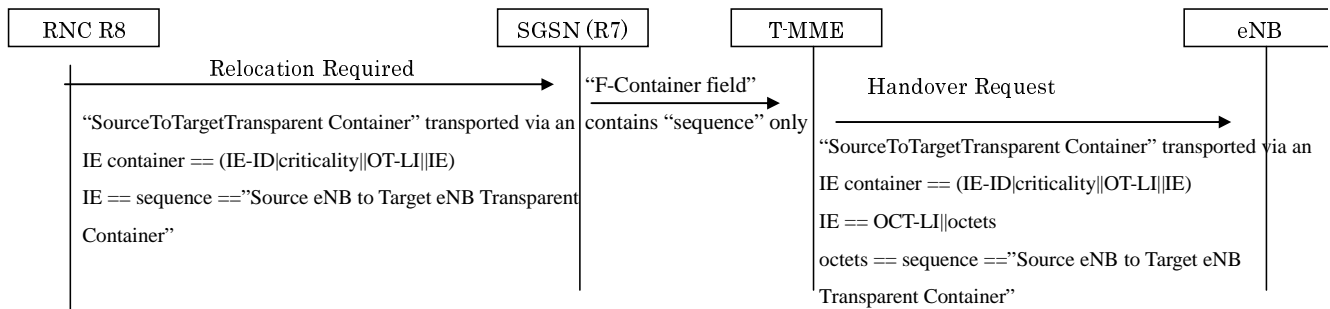 RNC R8
SGSN (R7)
T-MME
eNB
Relocation Required
“F-Container field”
contains “sequence” only
Handover Request
“SourceToTargetTransparent Container” transported via an
IE container == (IE-ID|criticality||OT-LI||IE)
IE == sequence ==”Source eNB to Target eNB Transparent
Container”
“SourceToTargetTransparent Container” transported via an
IE container == (IE-ID|criticality||OT-LI||IE)
IE == OCT-LI||octets
octets == sequence ==”Source eNB to Target eNB
Transparent Container”